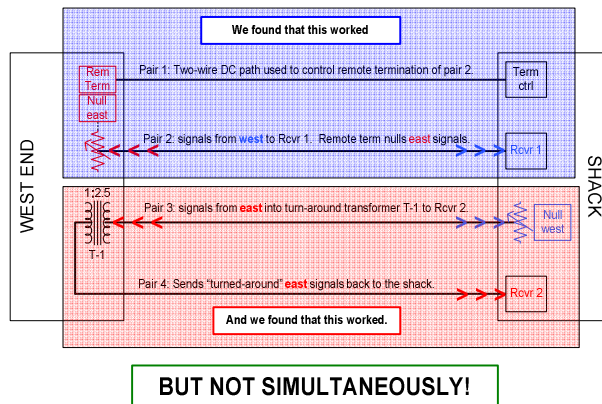 We found that this worked
Rem
Term
Pair 1: Two-wire DC path used to control remote termination of pair 2.
Term
ctrl
Null
east
Pair 2: signals from west to Rcvr 1. Remote term nulls east signals.
Rcvr 1
WEST END
SHACK
1:2.5
Pair 3: signals from east into turn-around transformer T-1 to Rcvr 2
Null
west
T-1
Pair 4: Sends “turned-around” east signals back to the shack.
Rcvr 2
And we found that this worked.
BUT NOT SIMULTANEOUSLY!